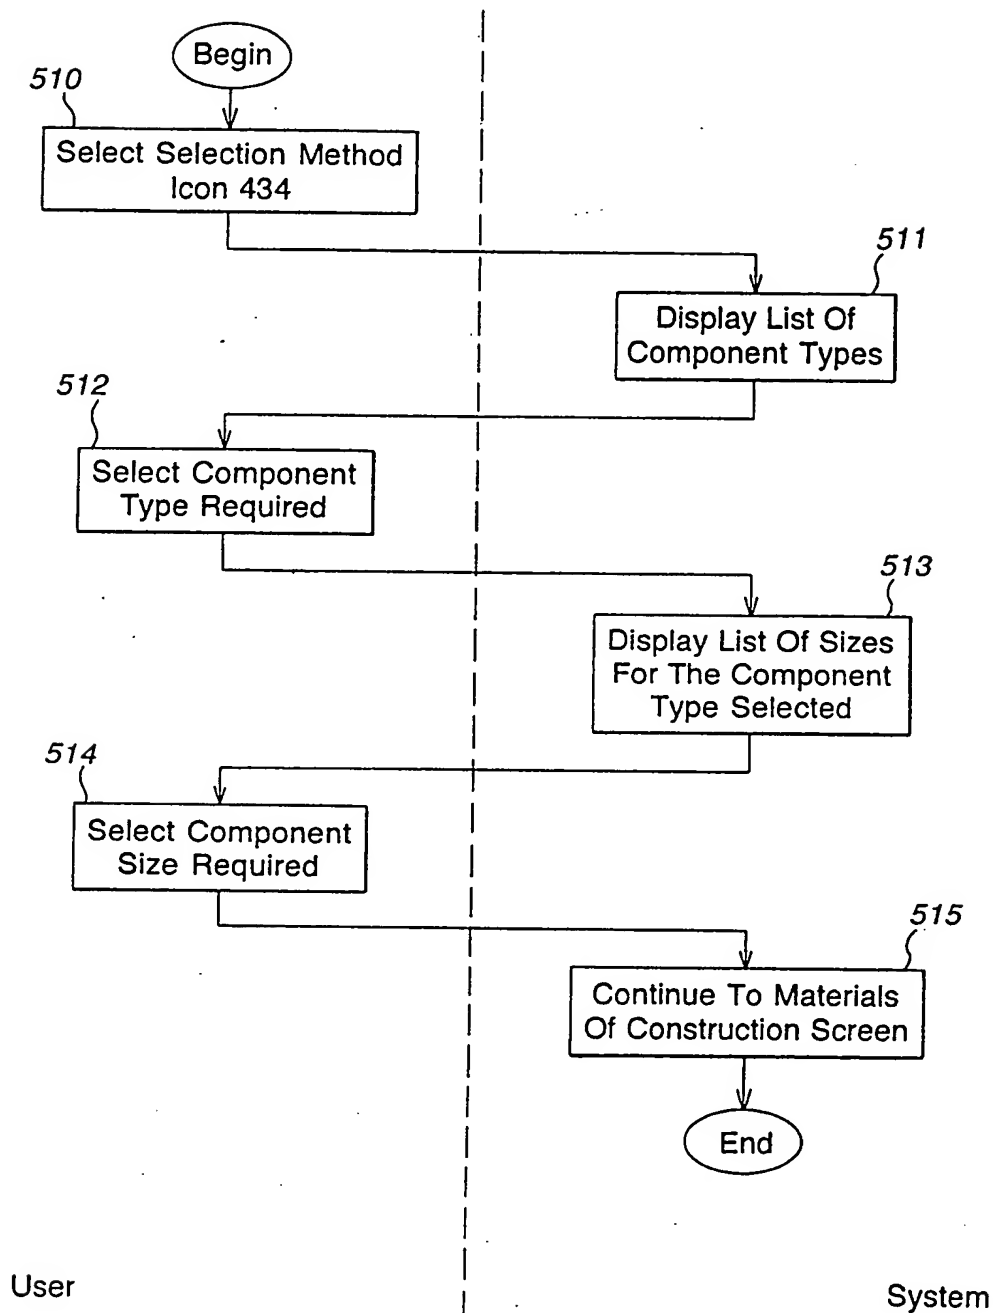 Begin
510
Select Selection Method
Icon 434
511
Display List Of
Component Types
512
Select Component
Type Required
513
Display List Of Sizes
For The Component
Type Selected
514
Select Component
Size Required
515
Continue To Materials
Of Construction Screen
End
User
System